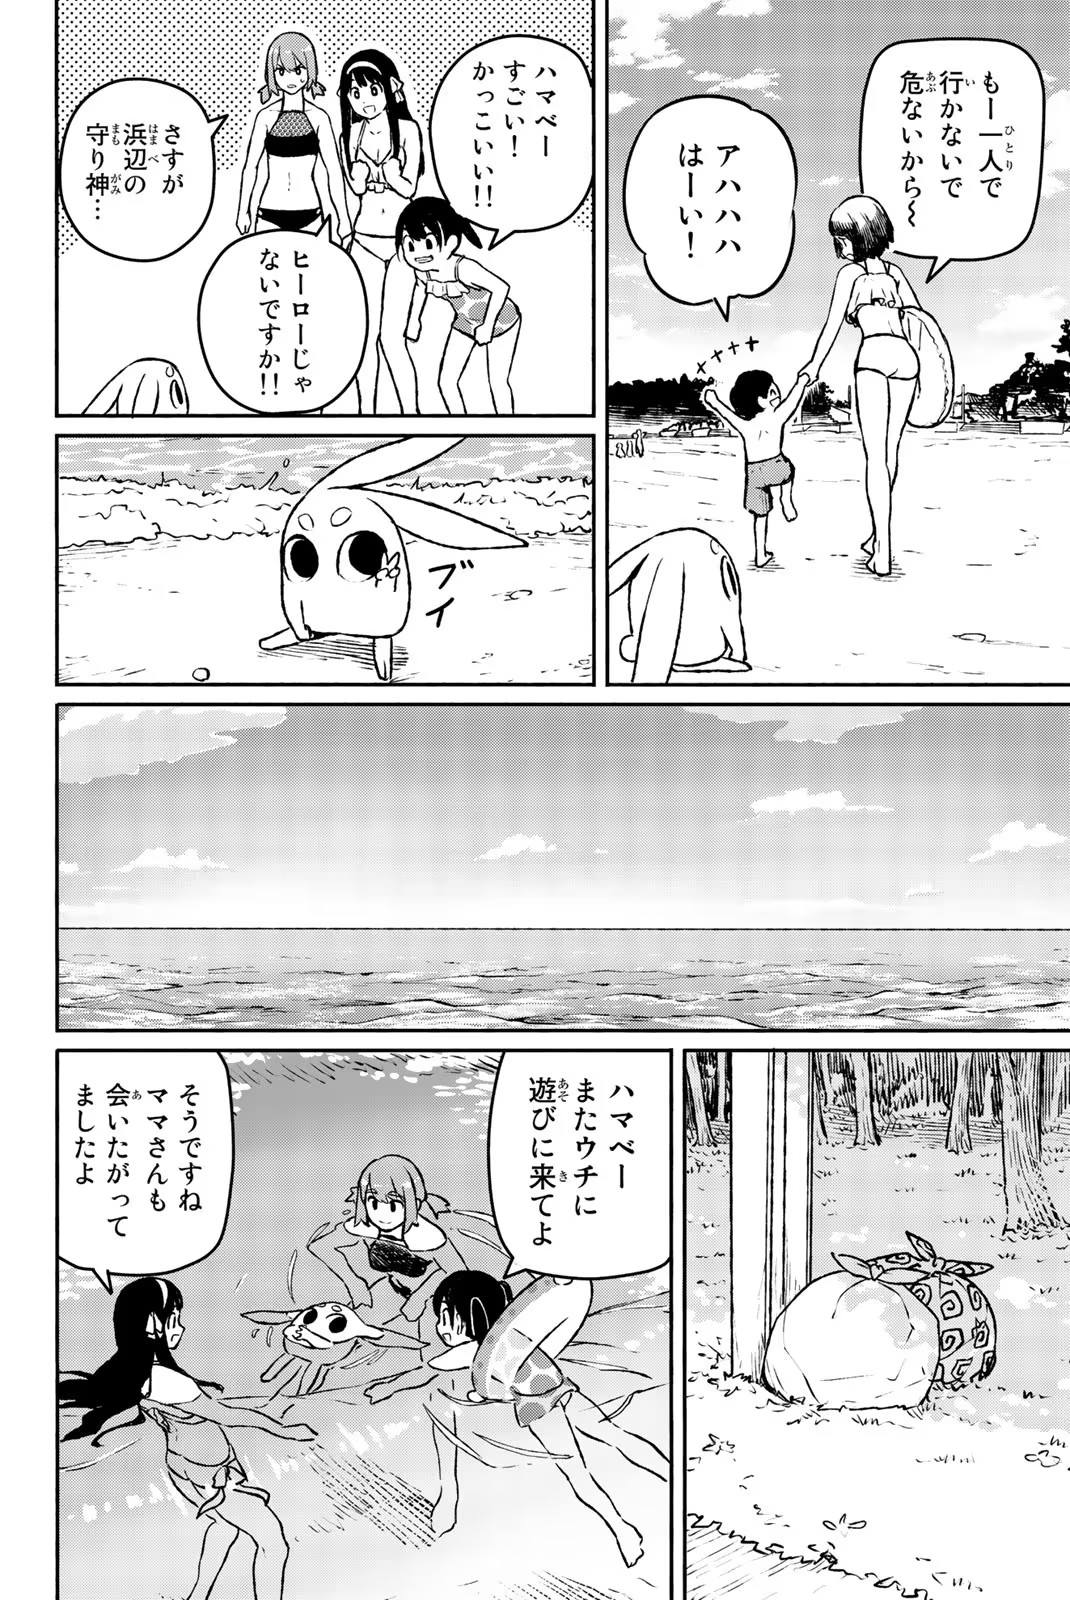 もー一人で
行かないで
危ないから〜
アハハハ
はーい！
ハマベー
すごい！
かっこいい！！
ヒーローじゃ
ないですか！！
さすが
浜辺の
守り神…
ブイ
ハマベー
またウチに
遊びに来てよ
そうですね
ママさんも
会いたがって
ましたよ